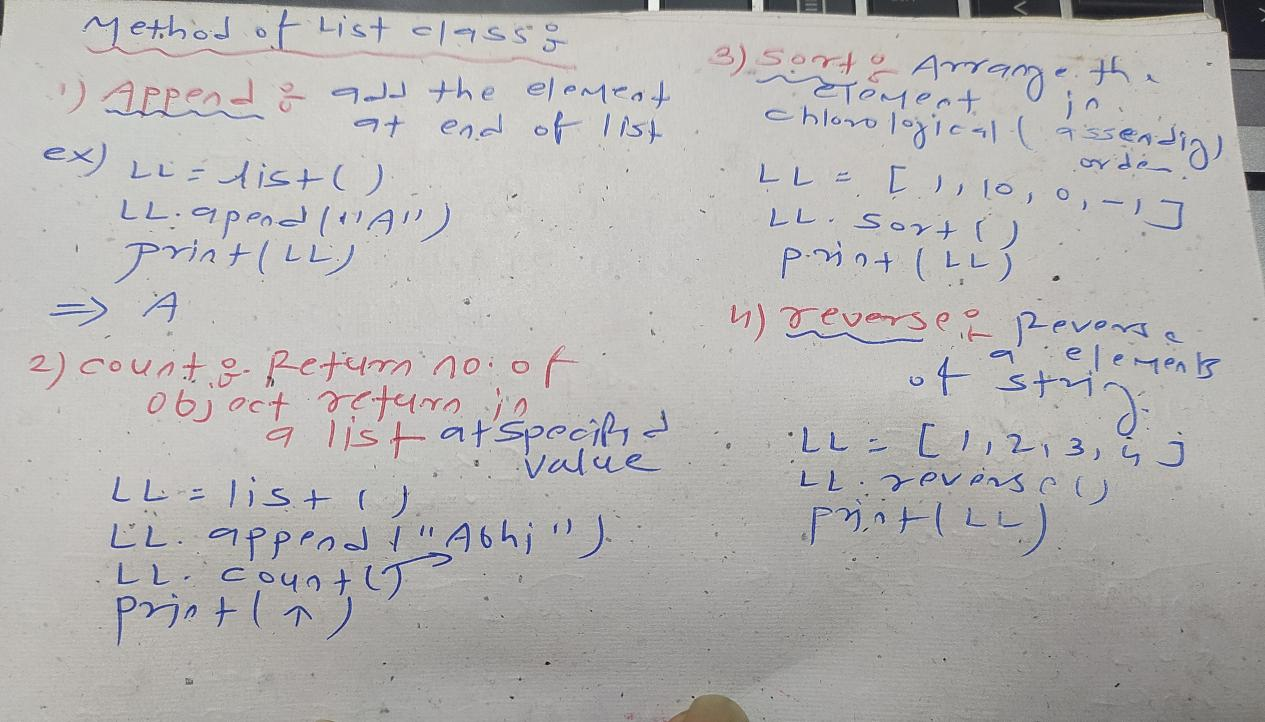 Method of List class :-
1) Append :- add the element
at end of list
ex) LL = list( )
LL.apend("A")
print(LL)
=> A
2) count :- Return no. of
object return in
a list at specified
value
LL = list ( )
LL. append ("Abhi")
LL. count()
print(↑)
3) Sort :- Arrange the
element in
chlorological (assendig)
order
LL = [ 1, 10, 0, -1 ]
LL. sort ( )
print (LL)
4) reverse :- Reverse
a elements
of strig.
LL = [ 1, 2, 3, 4 ]
LL. reverse ()
print(LL)